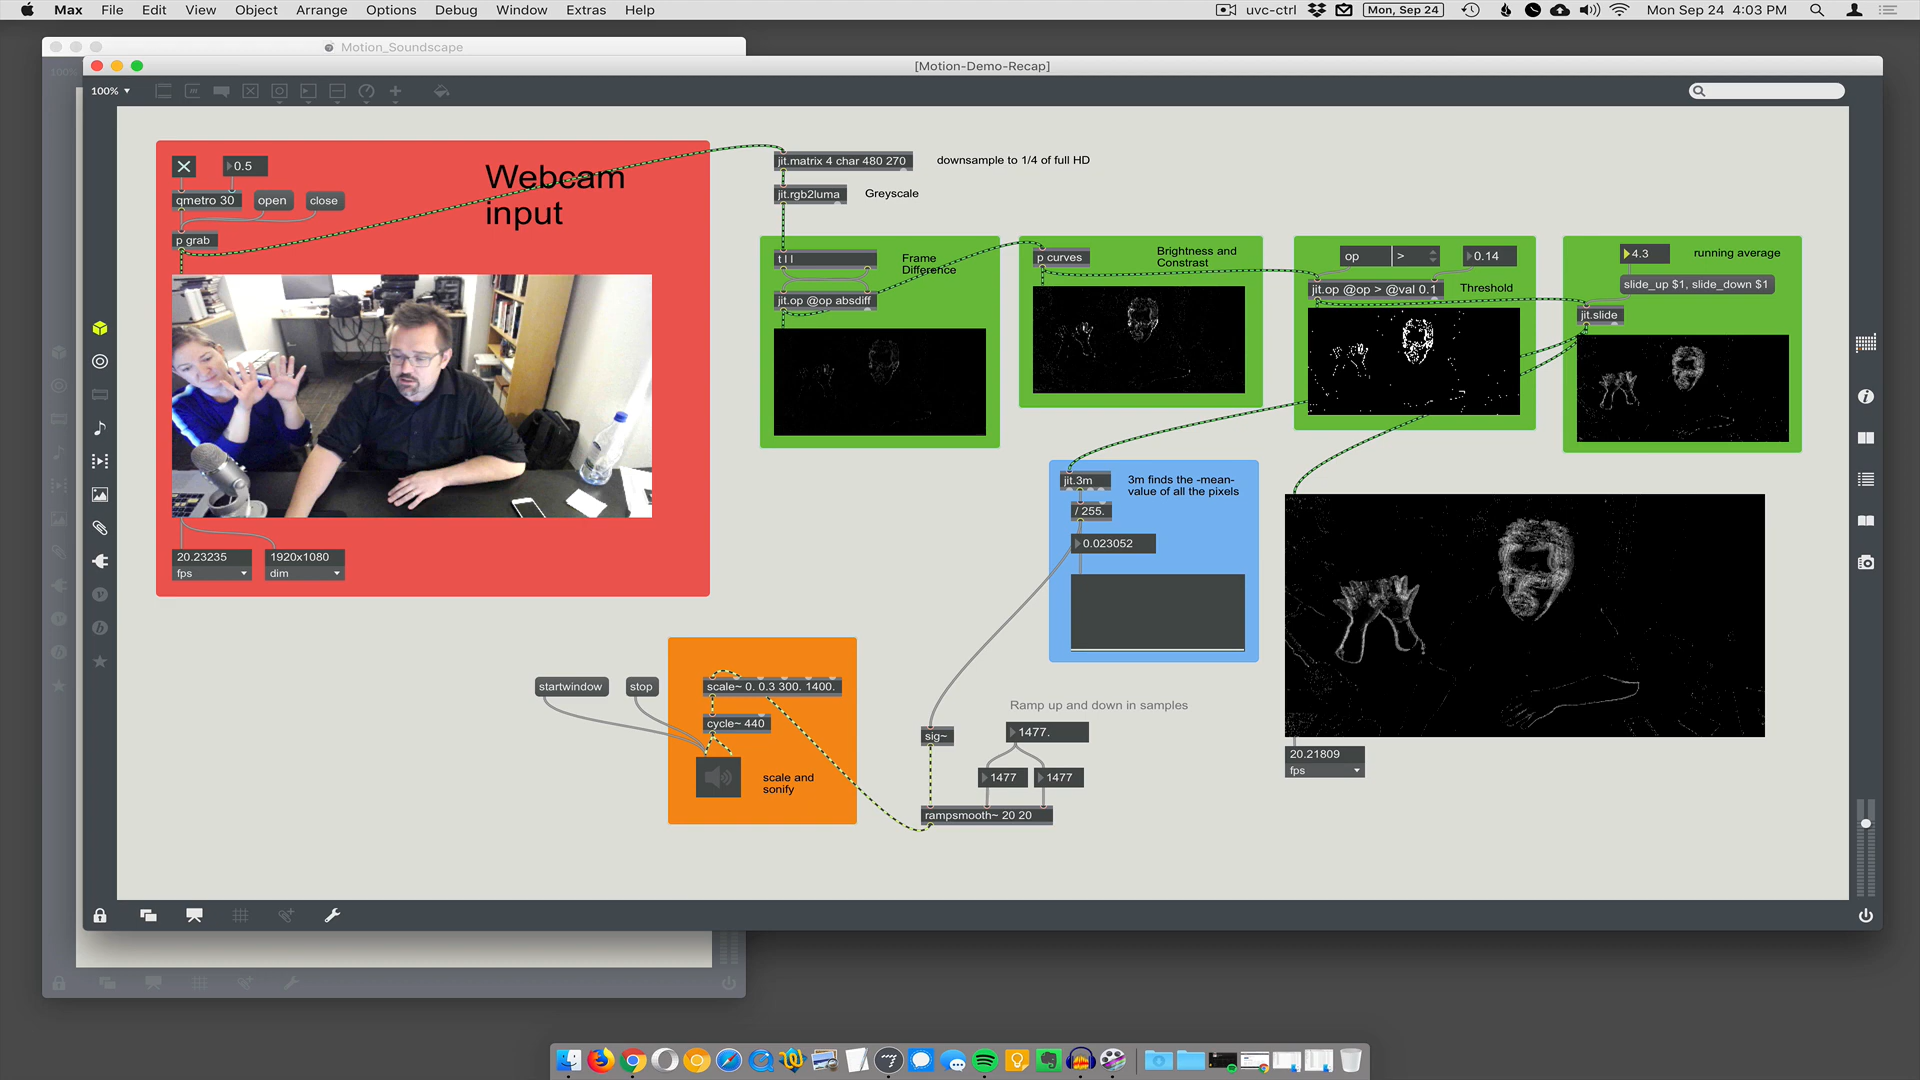 Max File Edit View Object Arrange Options Debug Window Extras Help
uvc-ctrl Mon, Sep 24 Mon Sep 24 4:03 PM
Motion_Soundscape
[Motion-Demo-Recap]
100%
100%
0.5
Webcam
input
qmetro 30 open close
p grab
20.23235
fps
1920x1080
dim
jit.matrix 4 char 480 270 downsample to 1/4 of full HD
jit.rgb2luma Greyscale
t l l
Frame
Difference
jit.op @op absdiff
p curves
Brightness and
Constrast
op > 0.14
jit.op @op > @val 0.1 Threshold
4.3 running average
slide_up $1, slide_down $1
jit.slide
jit.3m
3m finds the -mean-
value of all the pixels
/ 255.
0.023052
startwindow stop
scale~ 0. 0.3 300. 1400.
cycle~ 440
scale and
sonify
Ramp up and down in samples
sig~
1477.
1477 1477
rampsmooth~ 20 20
20.21809
fps